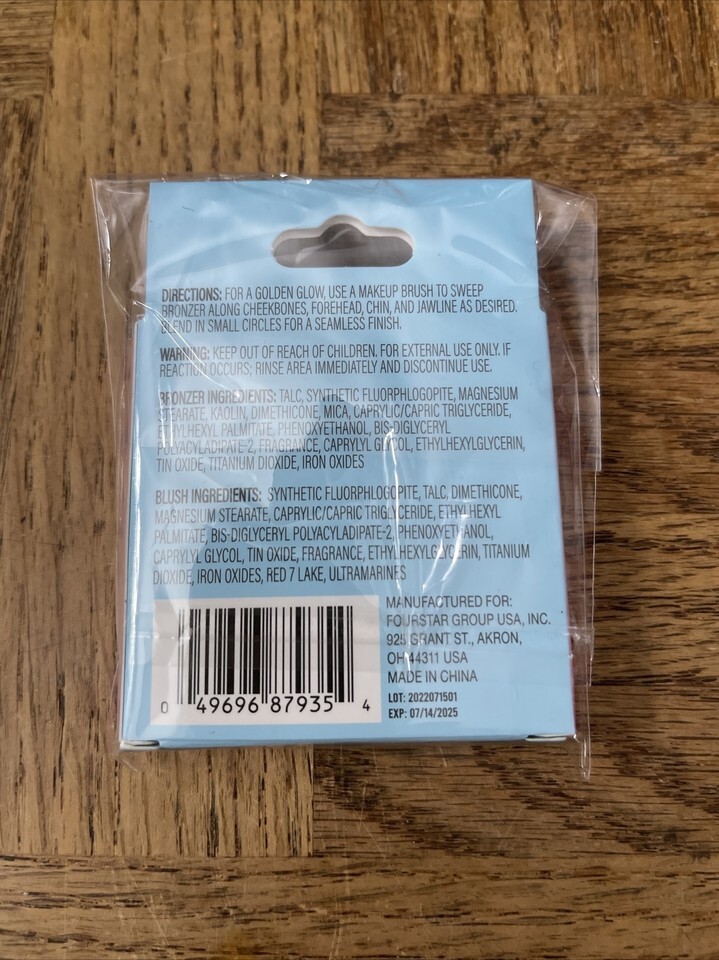 DIRECTIONS: FOR A GOLDEN GLOW, USE A MAKEUP BRUSH TO SWEEP
BRONZER ALONG CHEEKBONES, FOREHEAD, CHIN, AND JAWLINE AS DESIRED.
BLEND IN SMALL CIRCLES FOR A SEAMLESS FINISH.
WARNING: KEEP OUT OF REACH OF CHILDREN. FOR EXTERNAL USE ONLY. IF
REACTION OCCURS; RINSE AREA IMMEDIATELY AND DISCONTINUE USE.
BRONZER INGREDIENTS: TALC, SYNTHETIC FLUORPHLOGOPITE, MAGNESIUM
STEARATE, KAOLIN, DIMETHICONE, MICA, CAPRYLIC/CAPRIC TRIGLYCERIDE,
ETHYLHEXYL PALMITATE, PHENOXYETHANOL, BIS-DIGLYCERYL
POLYACYLADIPATE-2, FRAGRANCE, CAPRYLYL GLYCOL, ETHYLHEXYLGLYCERIN,
TIN OXIDE, TITANIUM DIOXIDE, IRON OXIDES
BLUSH INGREDIENTS: SYNTHETIC FLUORPHLOGOPITE, TALC, DIMETHICONE,
MAGNESIUM STEARATE, CAPRYLIC/CAPRIC TRIGLYCERIDE, ETHYLHEXYL
PALMITATE, BIS-DIGLYCERYL POLYACYLADIPATE-2, PHENOXYETHANOL,
CAPRYLYL GLYCOL, TIN OXIDE, FRAGRANCE, ETHYLHEXYLGLYCERIN, TITANIUM
DIOXIDE, IRON OXIDES, RED 7 LAKE, ULTRAMARINES
MANUFACTURED FOR:
FOURSTAR GROUP USA, INC.
925 GRANT ST., AKRON,
OH 44311 USA
MADE IN CHINA
LOT: 2022071501
EXP: 07/14/2025
0 49696 87935 4